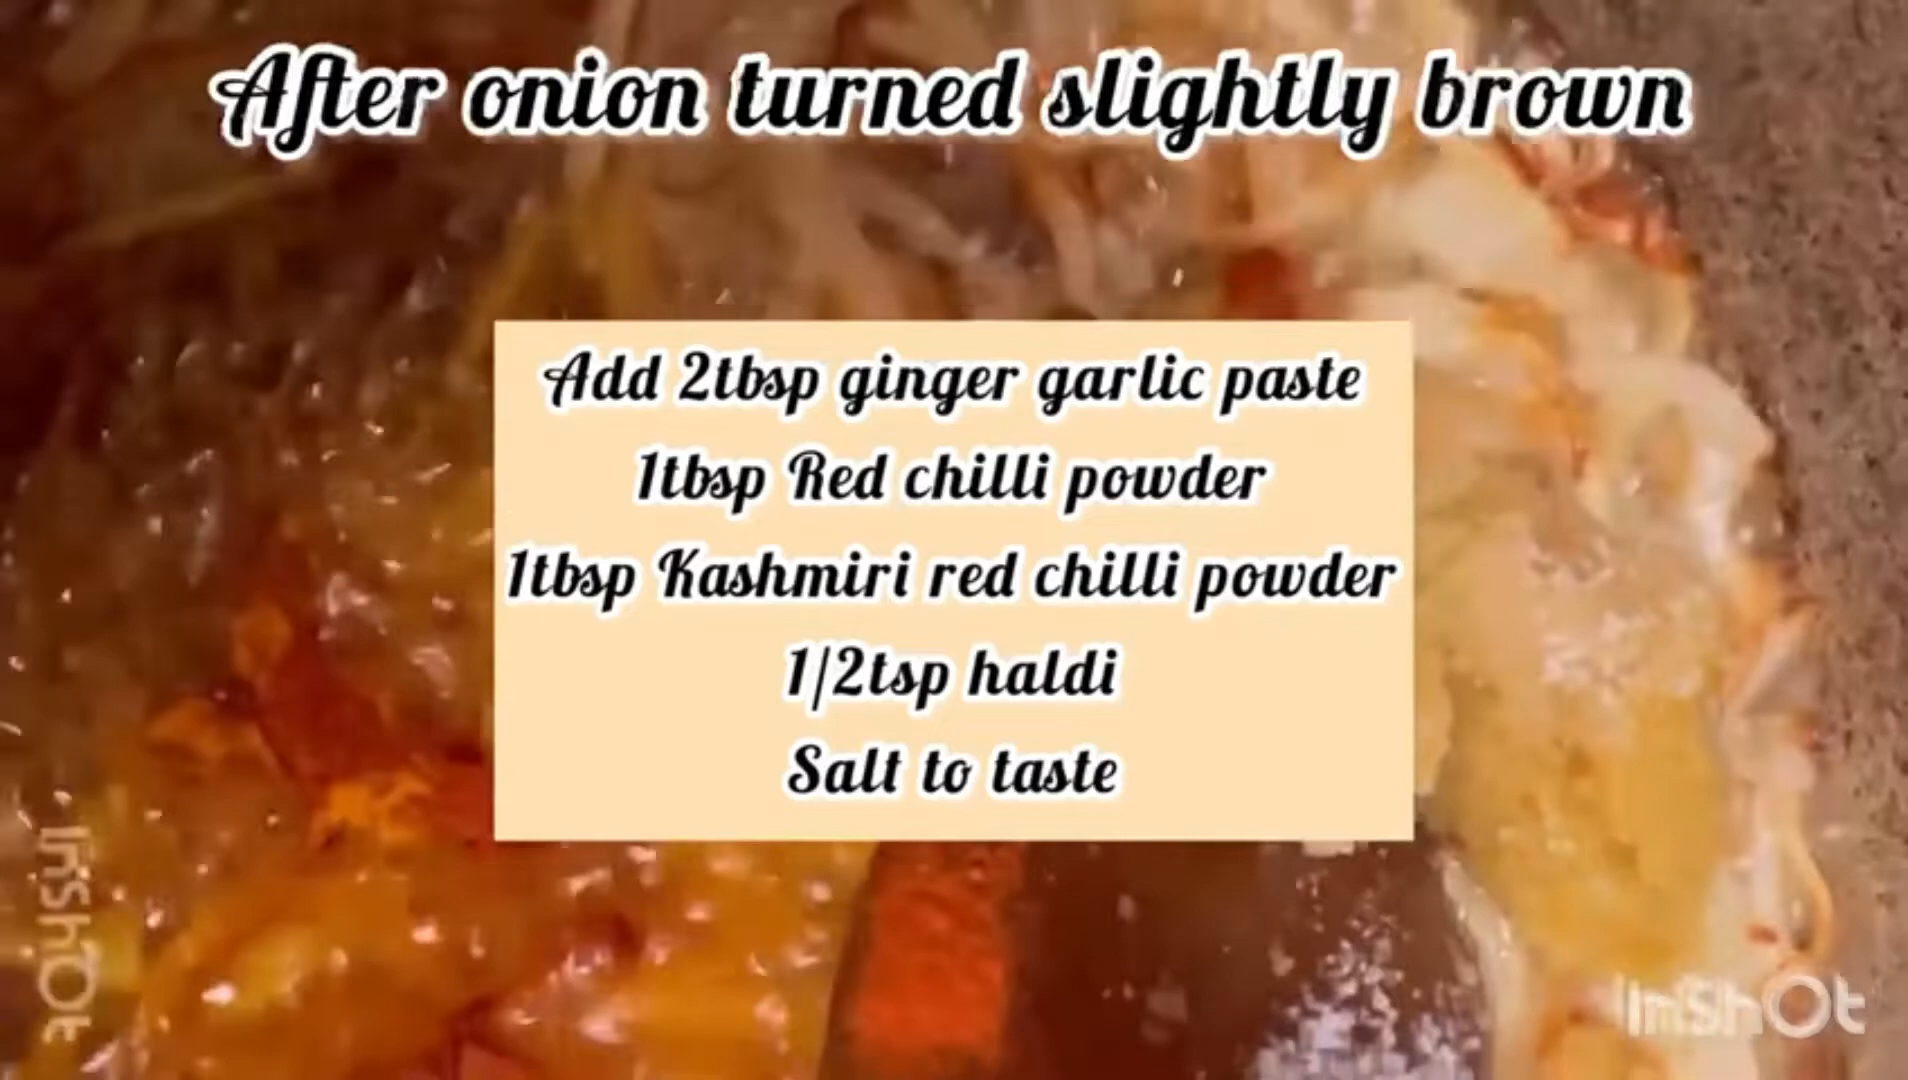 After onion turned slightly brown
Add 2tbsp ginger garlic paste
1tbsp Red chilli powder
1tbsp Kashmiri red chilli powder
1/2tsp haldi
Salt to taste
InShOt
InShOt